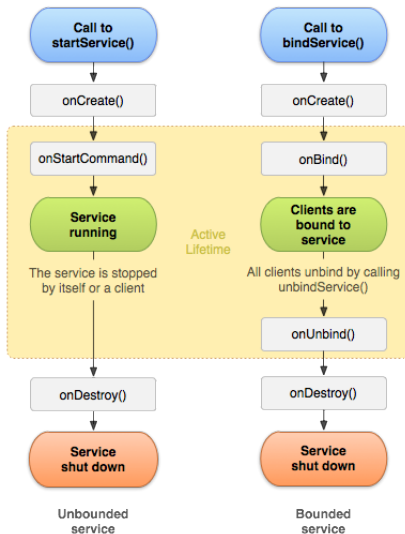 Call to
startService()
onCreate()
onStartCommand()
Service
running
The service is stopped
by itself or a client
onDestroy()
Service
shut down
Unbounded
service
Active
Lifetime
Call to
bindService()
onCreate()
onBind()
Clients are
bound to
service
All clients unbind by calling
unbindService()
onUnbind()
onDestroy()
Service
shut down
Bounded
service